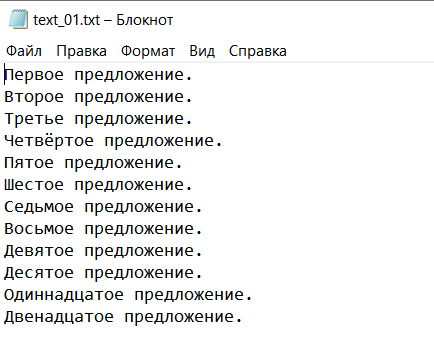 text_01.txt – Блокнот
Файл Правка Формат Вид Справка
Первое предложение.
Второе предложение.
Третье предложение.
Четвёртое предложение.
Пятое предложение.
Шестое предложение.
Седьмое предложение.
Восьмое предложение.
Девятое предложение.
Десятое предложение.
Одиннадцатое предложение.
Двенадцатое предложение.